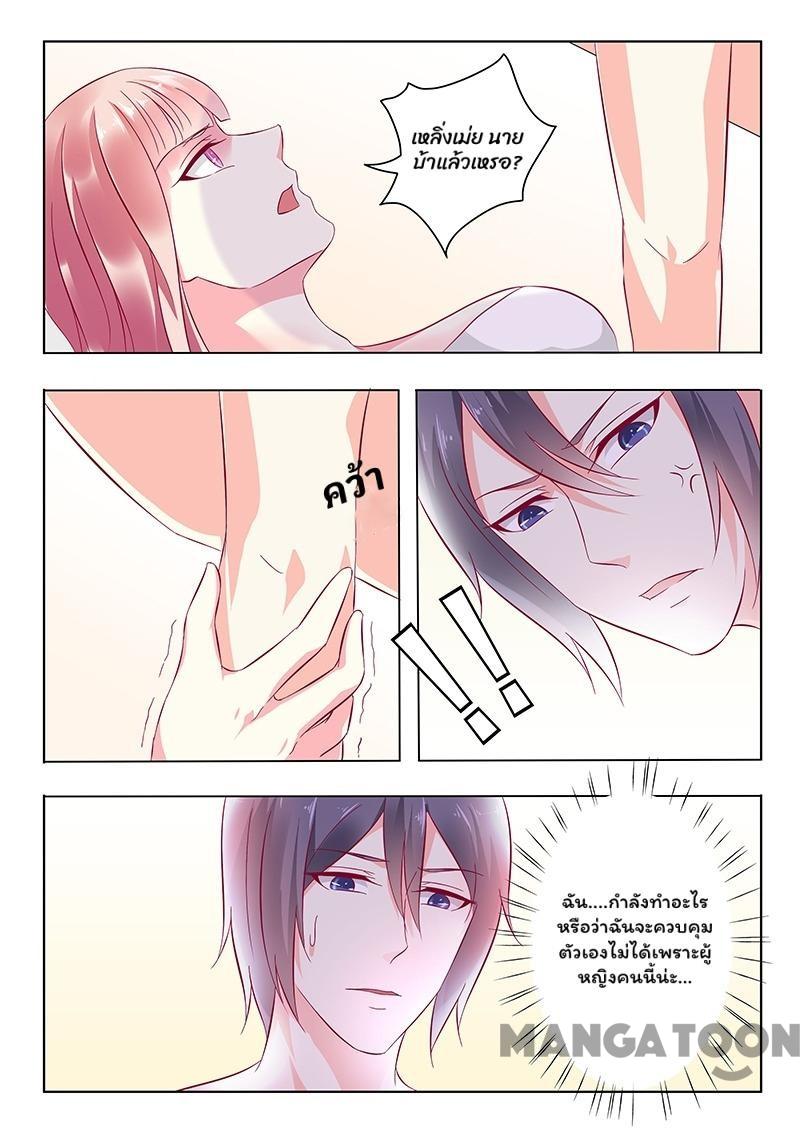 เหลิ่งเม่ย นาย
บ้าแล้วเหรอ?
คว้า
!!
ฉัน....กำลังทำอะไร
หรือว่าฉันจะควบคุม
ตัวเองไม่ได้เพราะผู้
หญิงคนนี้น่ะ...
MANGATOON